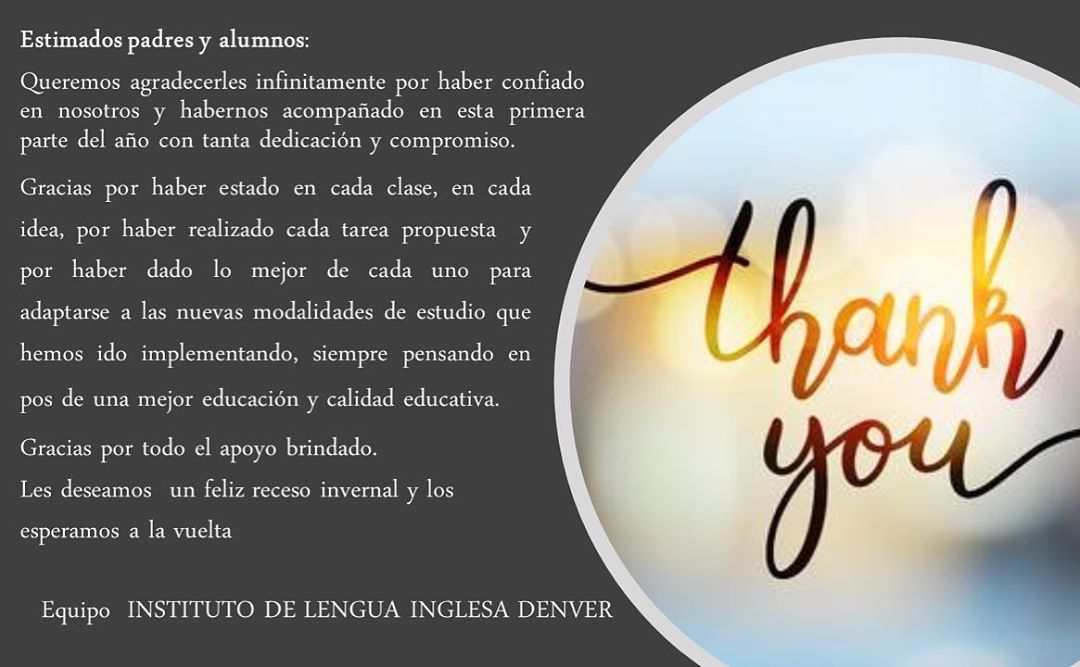 Estimados padres y alumnos:
Queremos agradecerles infinitamente por haber confiado
en nosotros y habernos acompañado en esta primera
parte del año con tanta dedicación y compromiso.
Gracias por haber estado en cada clase, en cada
idea, por haber realizado cada tarea propuesta y
por haber dado lo mejor de cada uno para
adaptarse a las nuevas modalidades de estudio que
hemos ido implementando, siempre pensando en
pos de una mejor educación y calidad educativa.
Gracias por todo el apoyo brindado.
Les deseamos un feliz receso invernal y los
esperamos a la vuelta
Equipo INSTITUTO DE LENGUA INGLESA DENVER
thank
you